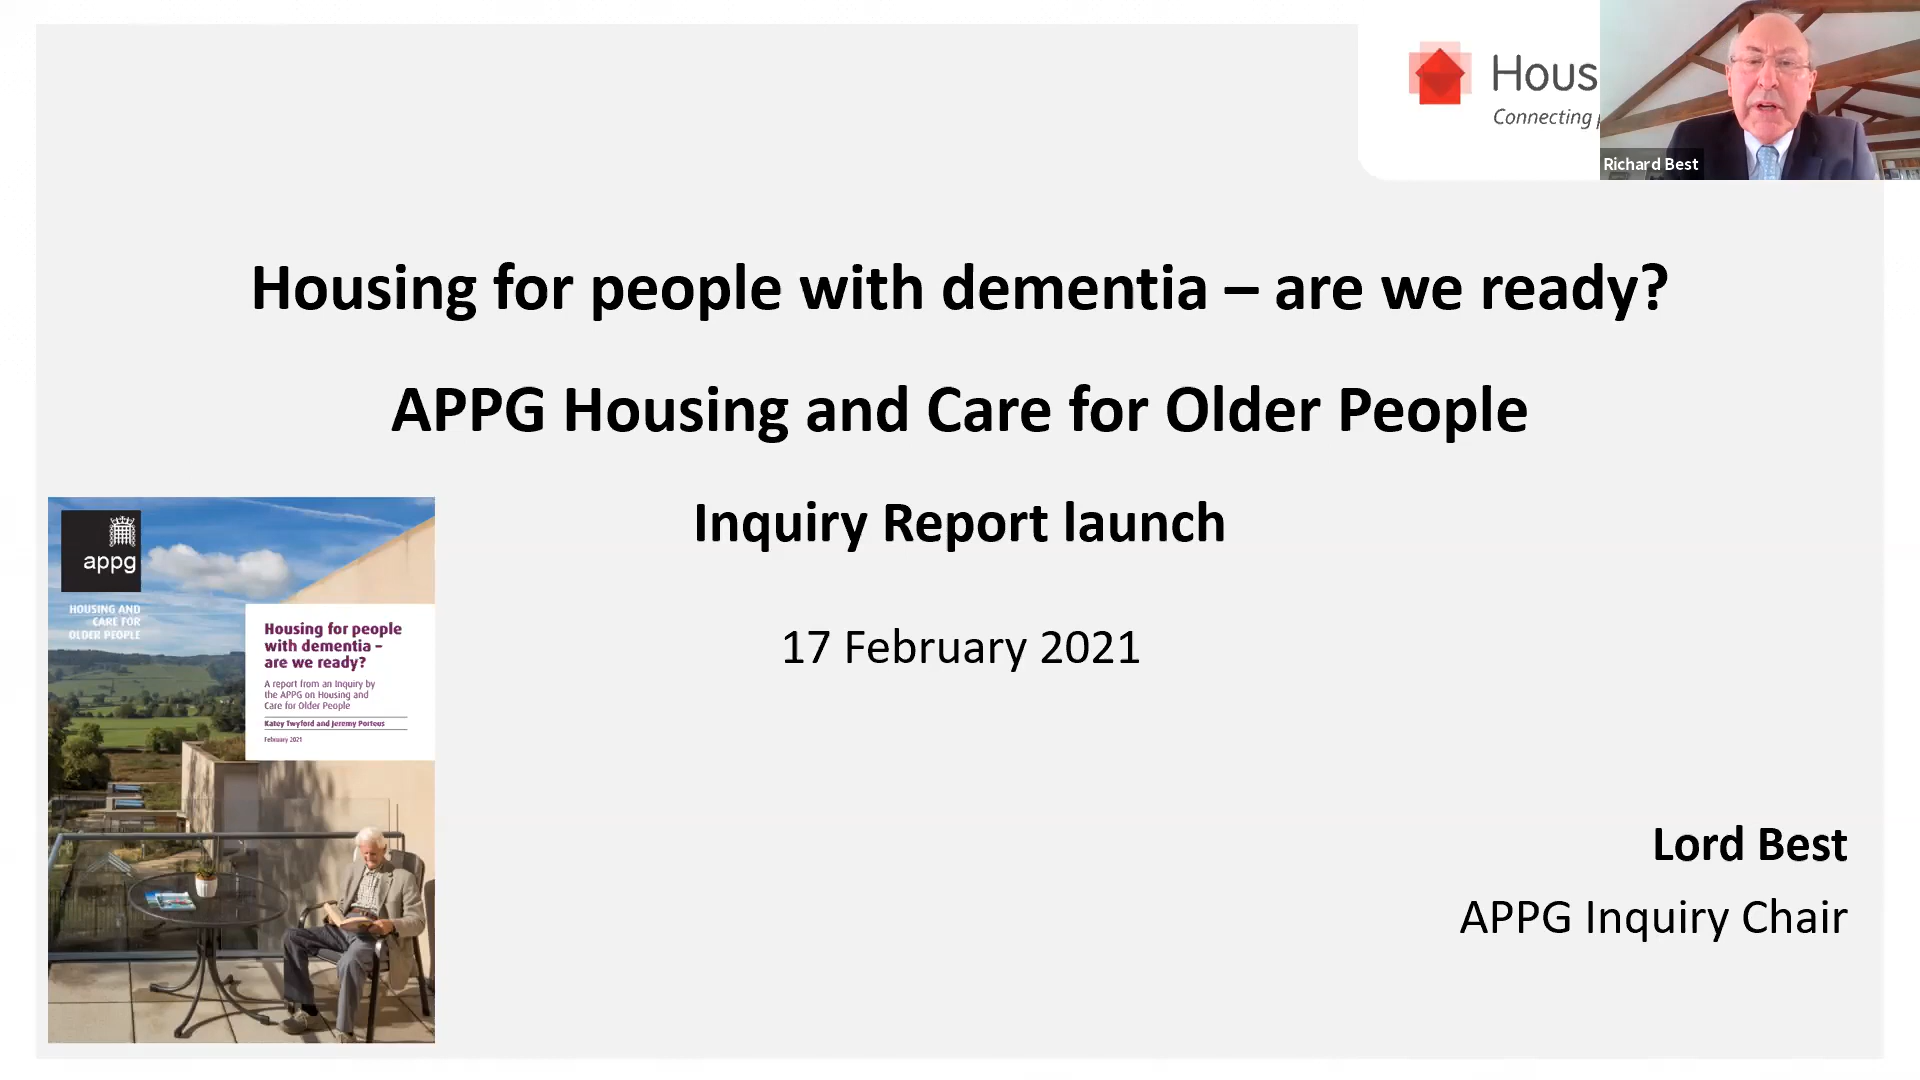 Hous
Connecting
Richard Best
Housing for people with dementia – are we ready?
APPG Housing and Care for Older People
Inquiry Report launch
17 February 2021
appg
HOUSING AND
CARE FOR
OLDER PEOPLE
Housing for people
with dementia –
are we ready?
A report from an Inquiry by
the APPG on Housing and
Care for Older People
Katey Twyford and Jeremy Porteus
February 2021
Lord Best
APPG Inquiry Chair